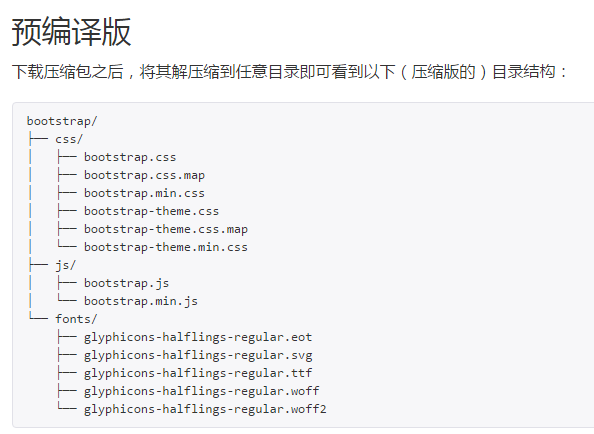 预编译版
下载压缩包之后，将其解压缩到任意目录即可看到以下（压缩版的）目录结构：
bootstrap/
├── css/
│   ├── bootstrap.css
│   ├── bootstrap.css.map
│   ├── bootstrap.min.css
│   ├── bootstrap-theme.css
│   ├── bootstrap-theme.css.map
│   └── bootstrap-theme.min.css
├── js/
│   ├── bootstrap.js
│   └── bootstrap.min.js
└── fonts/
    ├── glyphicons-halflings-regular.eot
    ├── glyphicons-halflings-regular.svg
    ├── glyphicons-halflings-regular.ttf
    ├── glyphicons-halflings-regular.woff
    └── glyphicons-halflings-regular.woff2